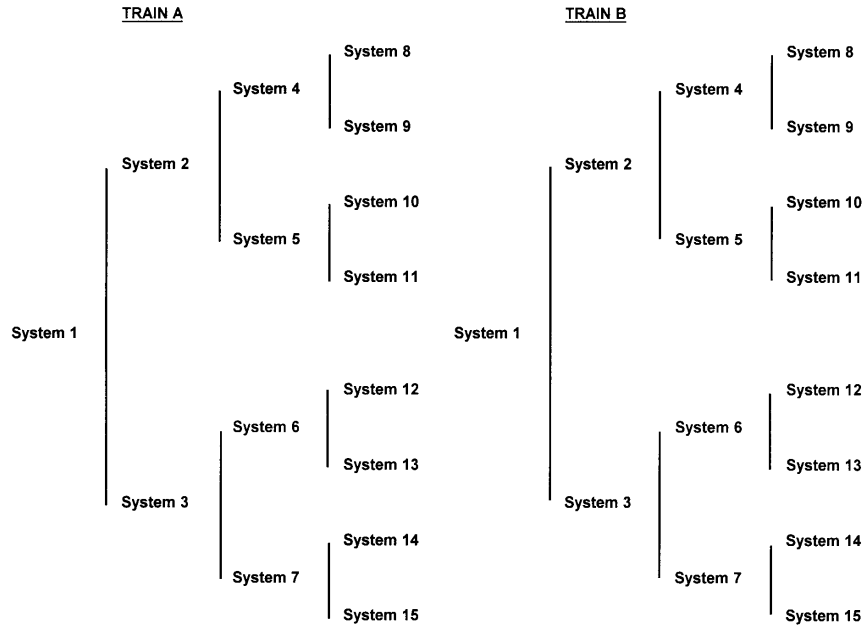 TRAIN A
System 8
System 4
System 9
System 2
System 10
System 5
System 11
System 1
System 12
System 6
System 13
System 3
System 14
System 7
System 15
TRAIN B
System 8
System 4
System 9
System 2
System 10
System 5
System 11
System 1
System 12
System 6
System 13
System 3
System 14
System 7
System 15